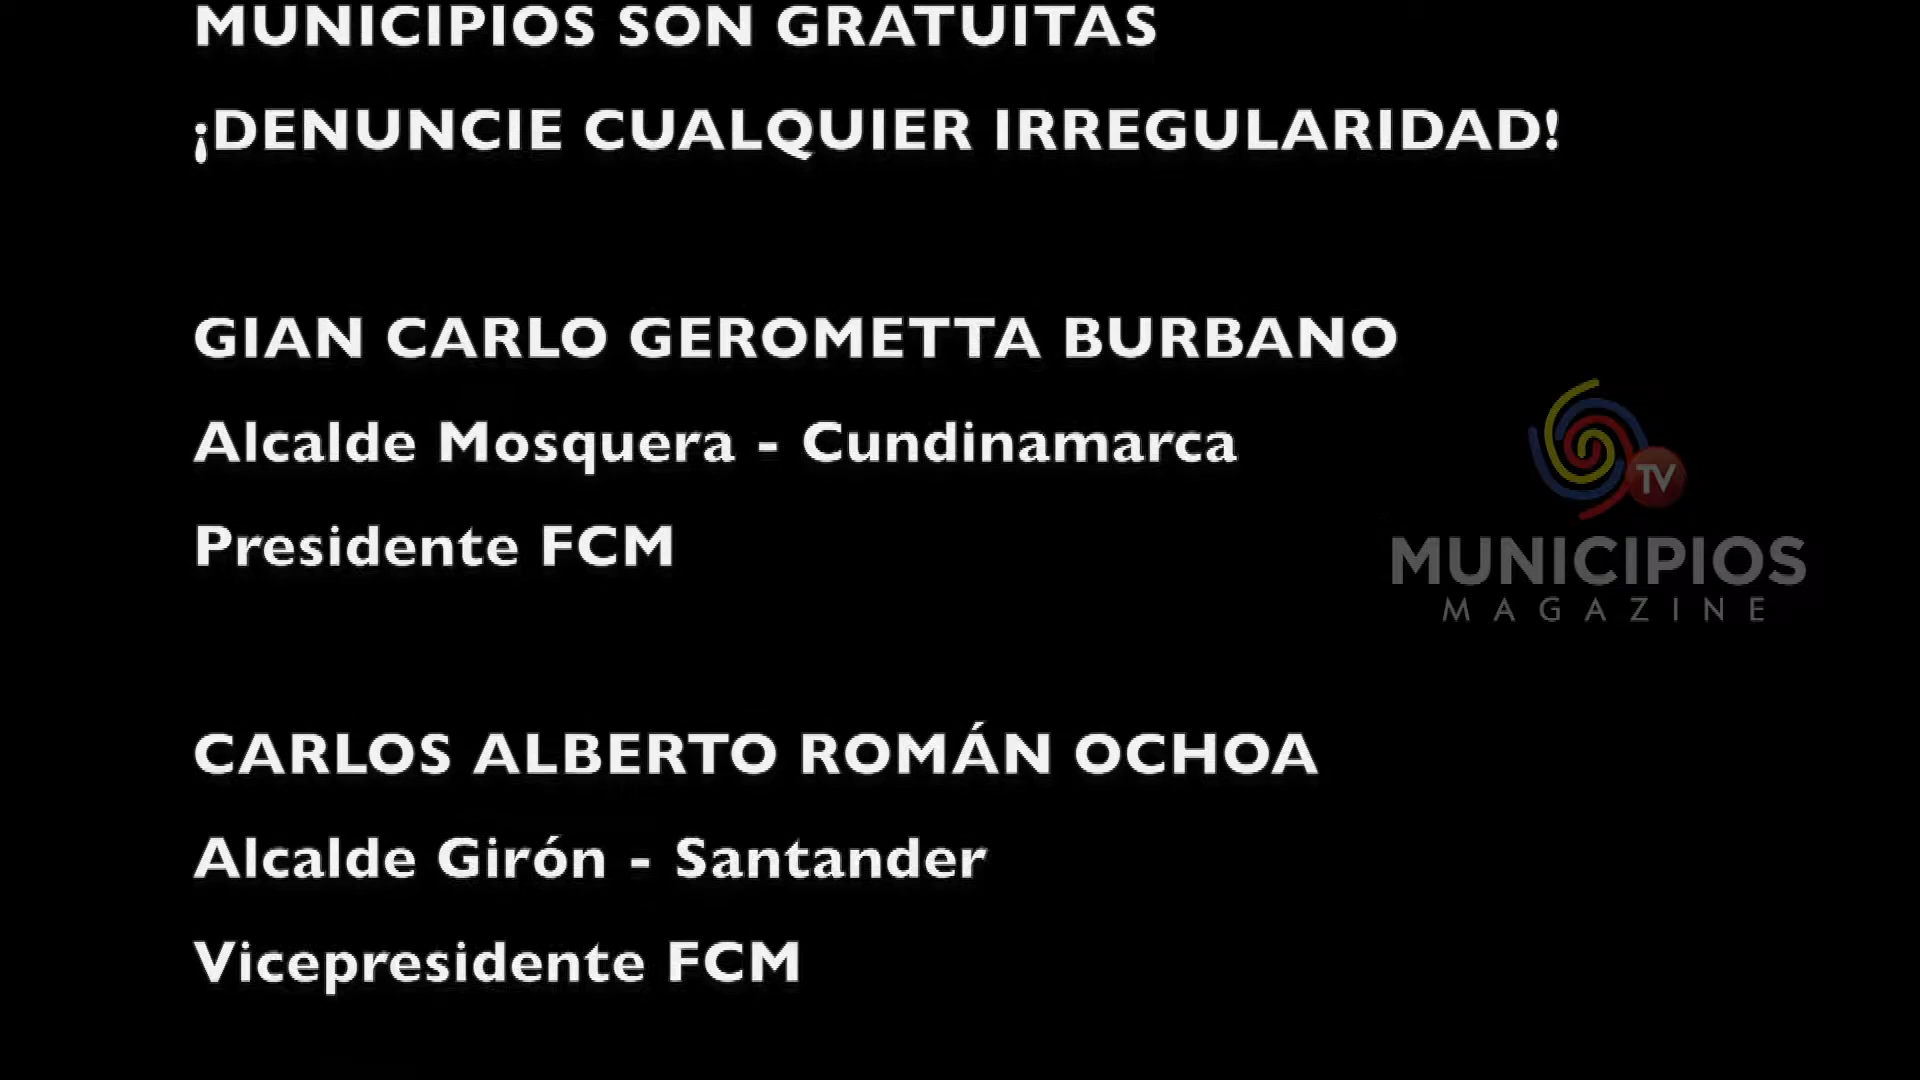 MUNICIPIOS SON GRATUITAS
¡DENUNCIE CUALQUIER IRREGULARIDAD!
GIAN CARLO GEROMETTA BURBANO
Alcalde Mosquera - Cundinamarca
Presidente FCM
TV
MUNICIPIOS
MAGAZINE
CARLOS ALBERTO ROMÁN OCHOA
Alcalde Girón - Santander
Vicepresidente FCM